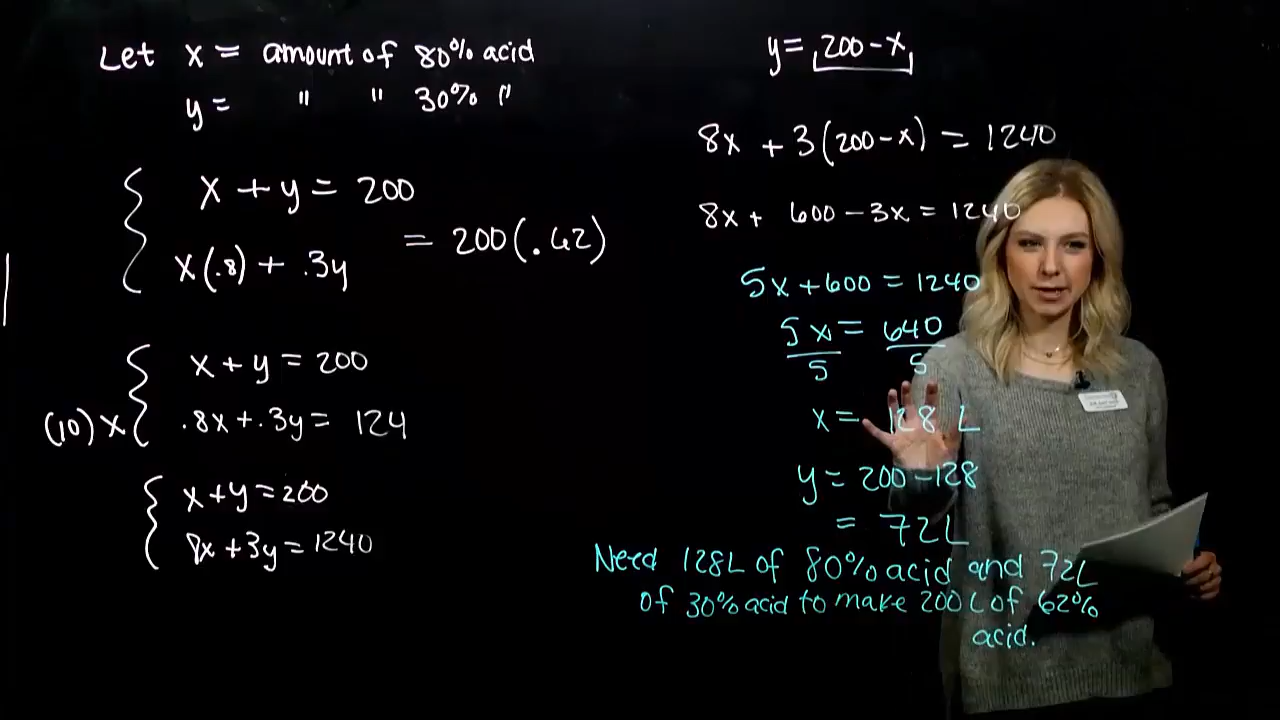 Let x = amount of 80% acid
y = " " 30% "
x + y = 200
x(.8) + .3y = 200(.62)
x + y = 200
(10) x .8x + .3y = 124
x + y = 200
8x + 3y = 1240
y = 200 - x
8x + 3(200 - x) = 1240
8x + 600 - 3x = 1240
5x + 600 = 1240
5x = 640
5 5
x = 128 L
y = 200 - 128
= 72L
Need 128L of 80% acid and 72L
of 30% acid to make 200 L of 62%
acid.